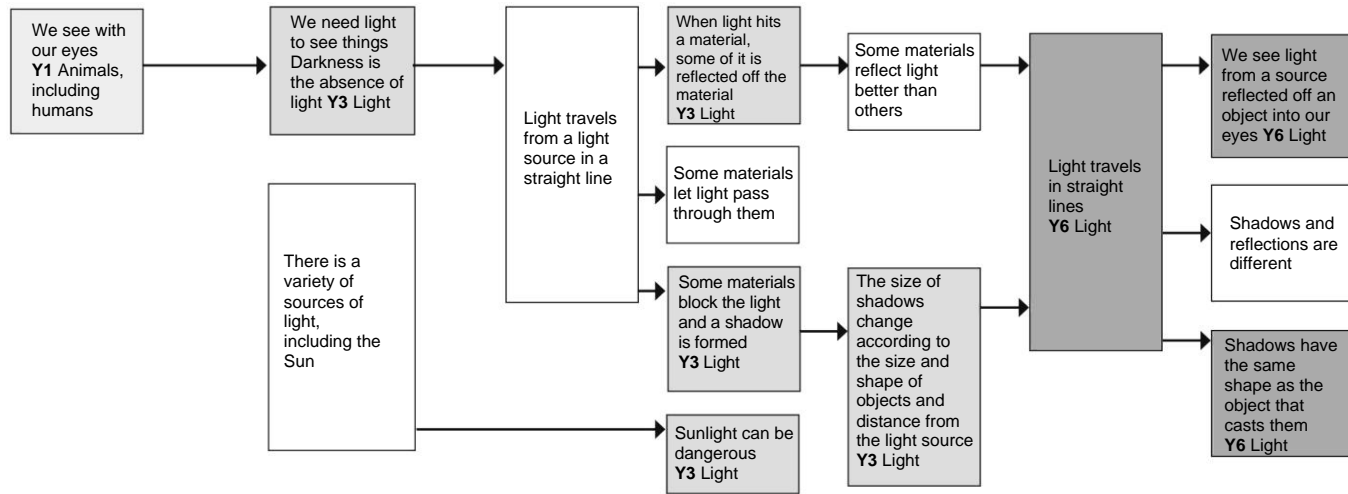 We see with
our eyes
Y1 Animals,
including
humans
We need light
to see things
Darkness is
the absence of
light Y3 Light
There is a
variety of
sources of
light,
including the
Sun
Light travels
from a light
source in a
straight line
When light hits
a material,
some of it is
reflected off the
material
Y3 Light
Some materials
let light pass
through them
Some materials
block the light
and a shadow
is formed
Y3 Light
Sunlight can be
dangerous
Y3 Light
Some materials
reflect light
better than
others
The size of
shadows
change
according to
the size and
shape of
objects and
distance from
the light source
Y3 Light
Light travels
in straight
lines
Y6 Light
We see light
from a source
reflected off an
object into our
eyes Y6 Light
Shadows and
reflections are
different
Shadows have
the same
shape as the
object that
casts them
Y6 Light